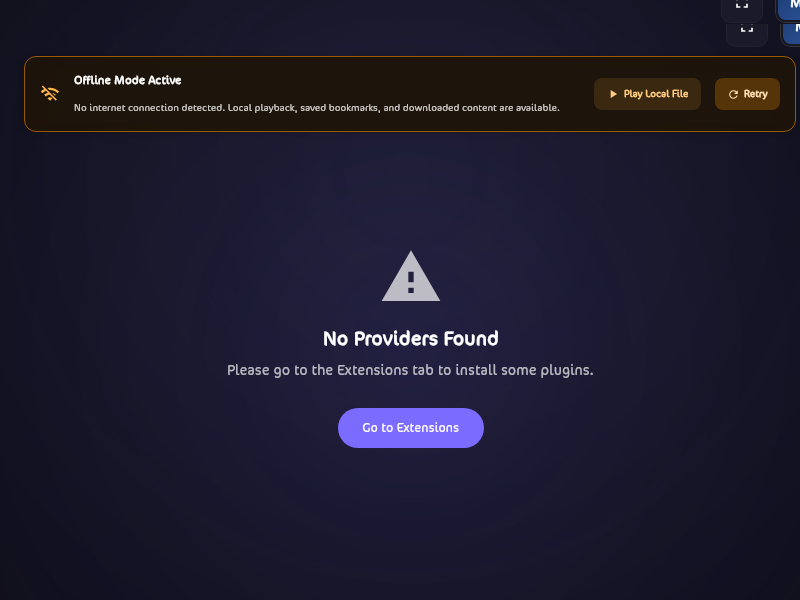 Offline Mode Active
No internet connection detected. Local playback, saved bookmarks, and downloaded content are available.
Play Local File
Retry
No Providers Found
Please go to the Extensions tab to install some plugins.
Go to Extensions